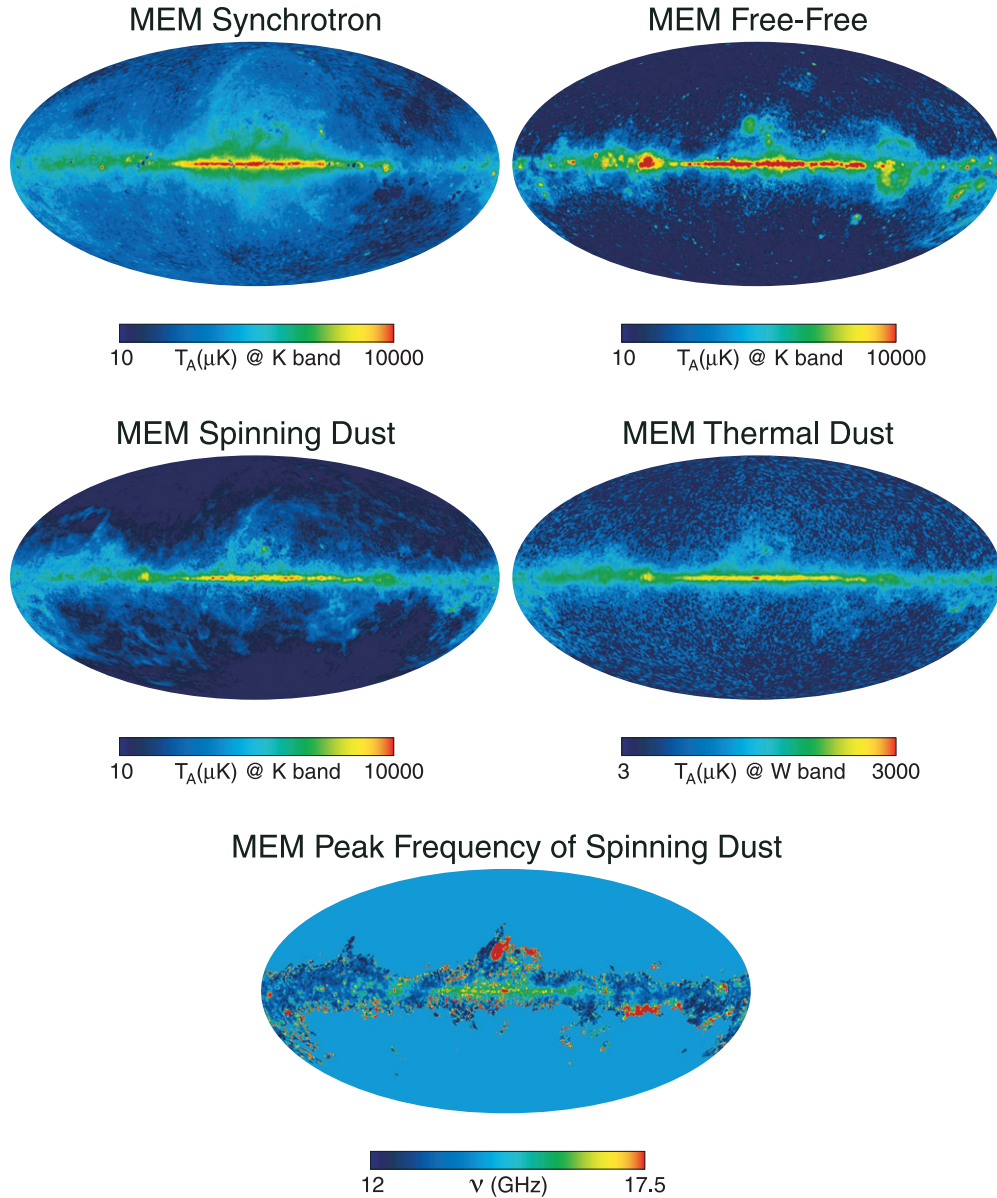 MEM Synchrotron
MEM Free-Free
10 T_A(μK) @ K band 10000
10 T_A(μK) @ K band 10000
MEM Spinning Dust
MEM Thermal Dust
10 T_A(μK) @ K band 10000
3 T_A(μK) @ W band 3000
MEM Peak Frequency of Spinning Dust
12 ν (GHz) 17.5